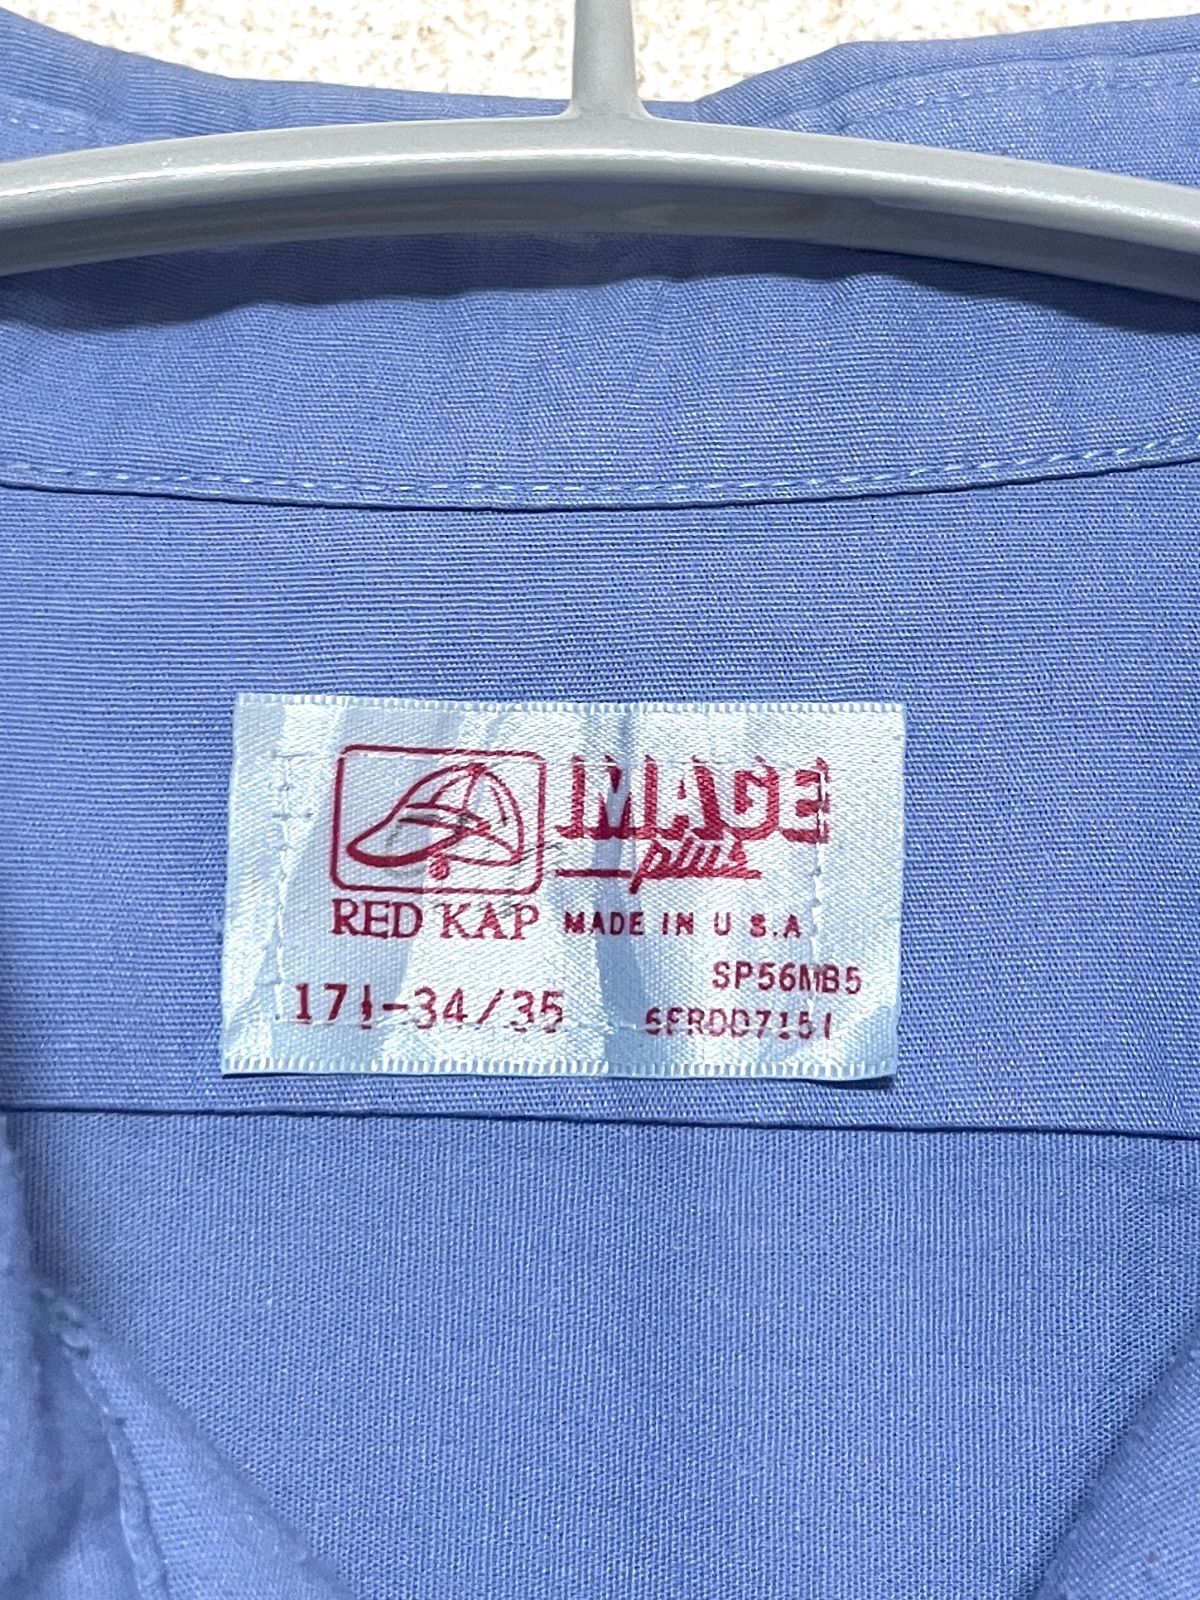 IMAGE
plus
RED KAP MADE IN U.S.A
SP56MB5
17½-34/35